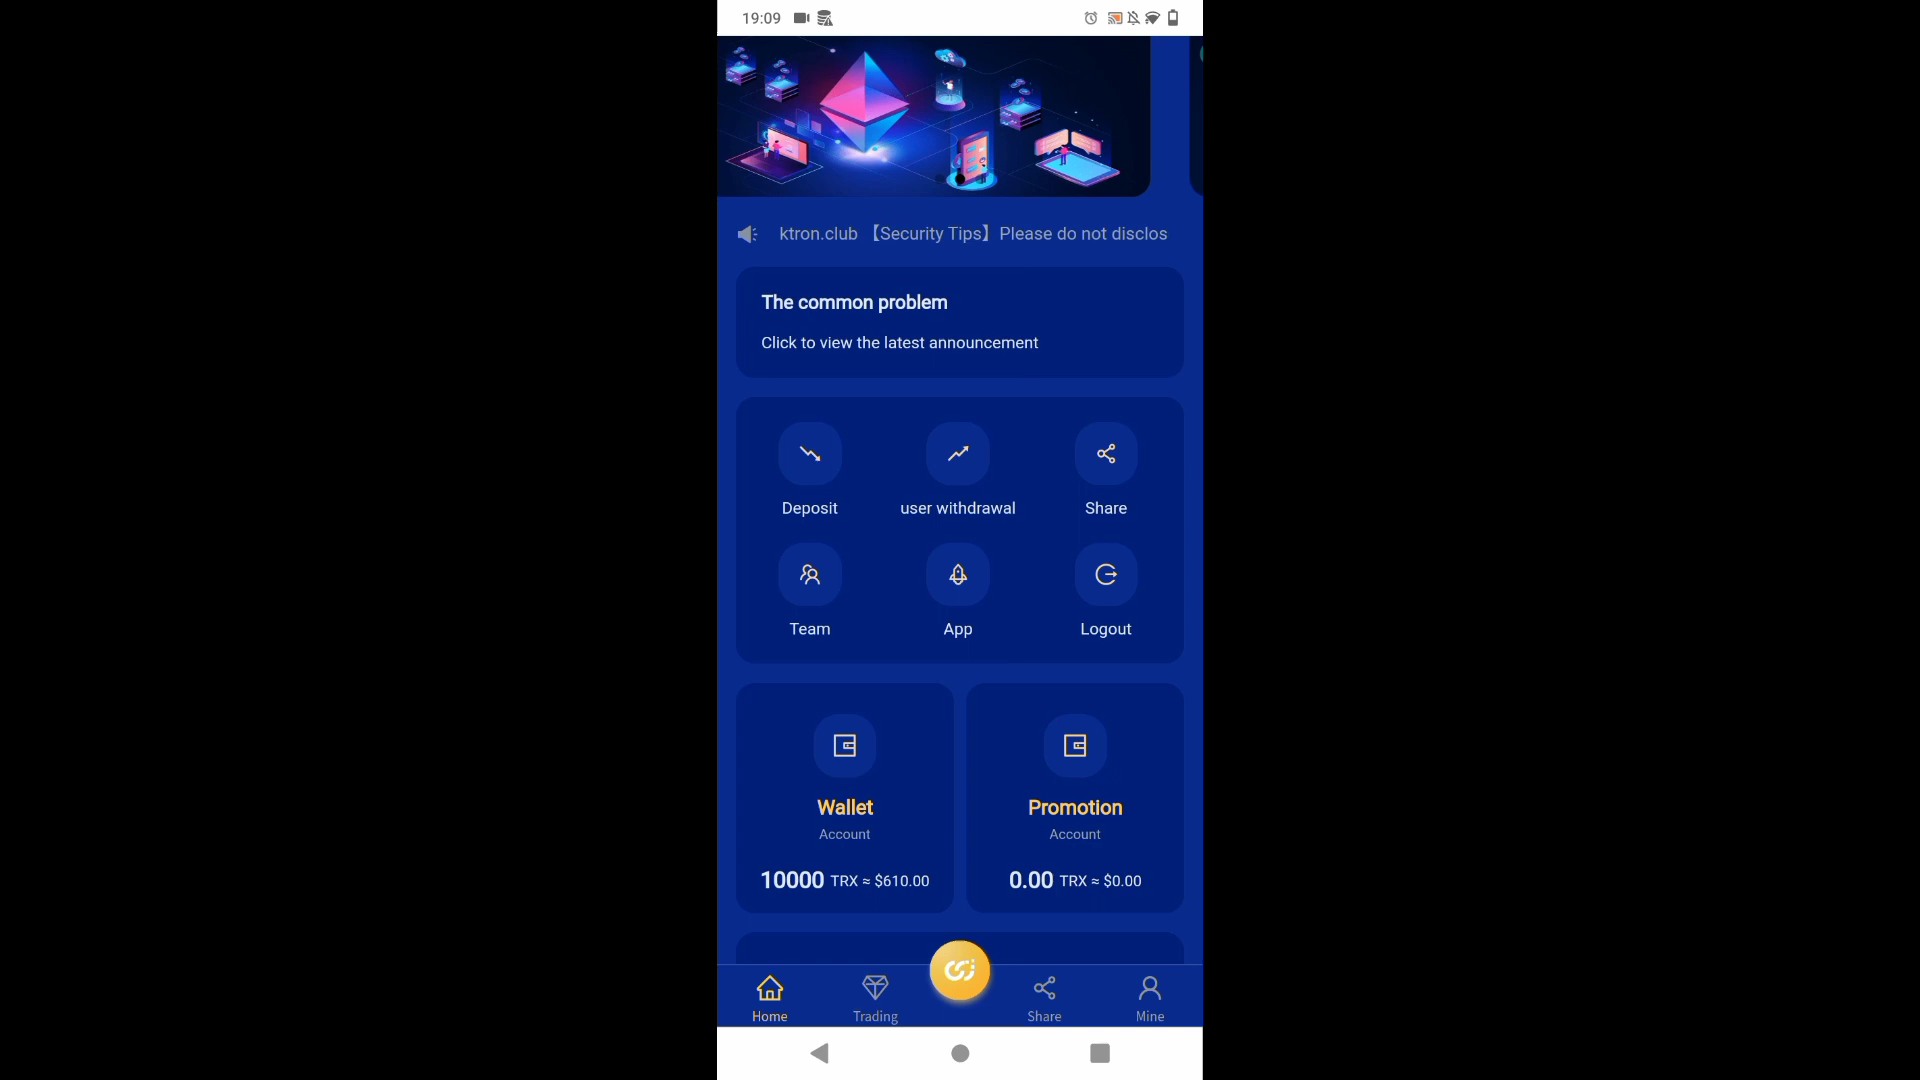 19:09
ktron.club 【Security Tips】Please do not disclos
The common problem
Click to view the latest announcement
Deposit
user withdrawal
Share
Team
App
Logout
Wallet
Account
10000 TRX ≈ $610.00
Promotion
Account
0.00 TRX ≈ $0.00
Home
Trading
Share
Mine